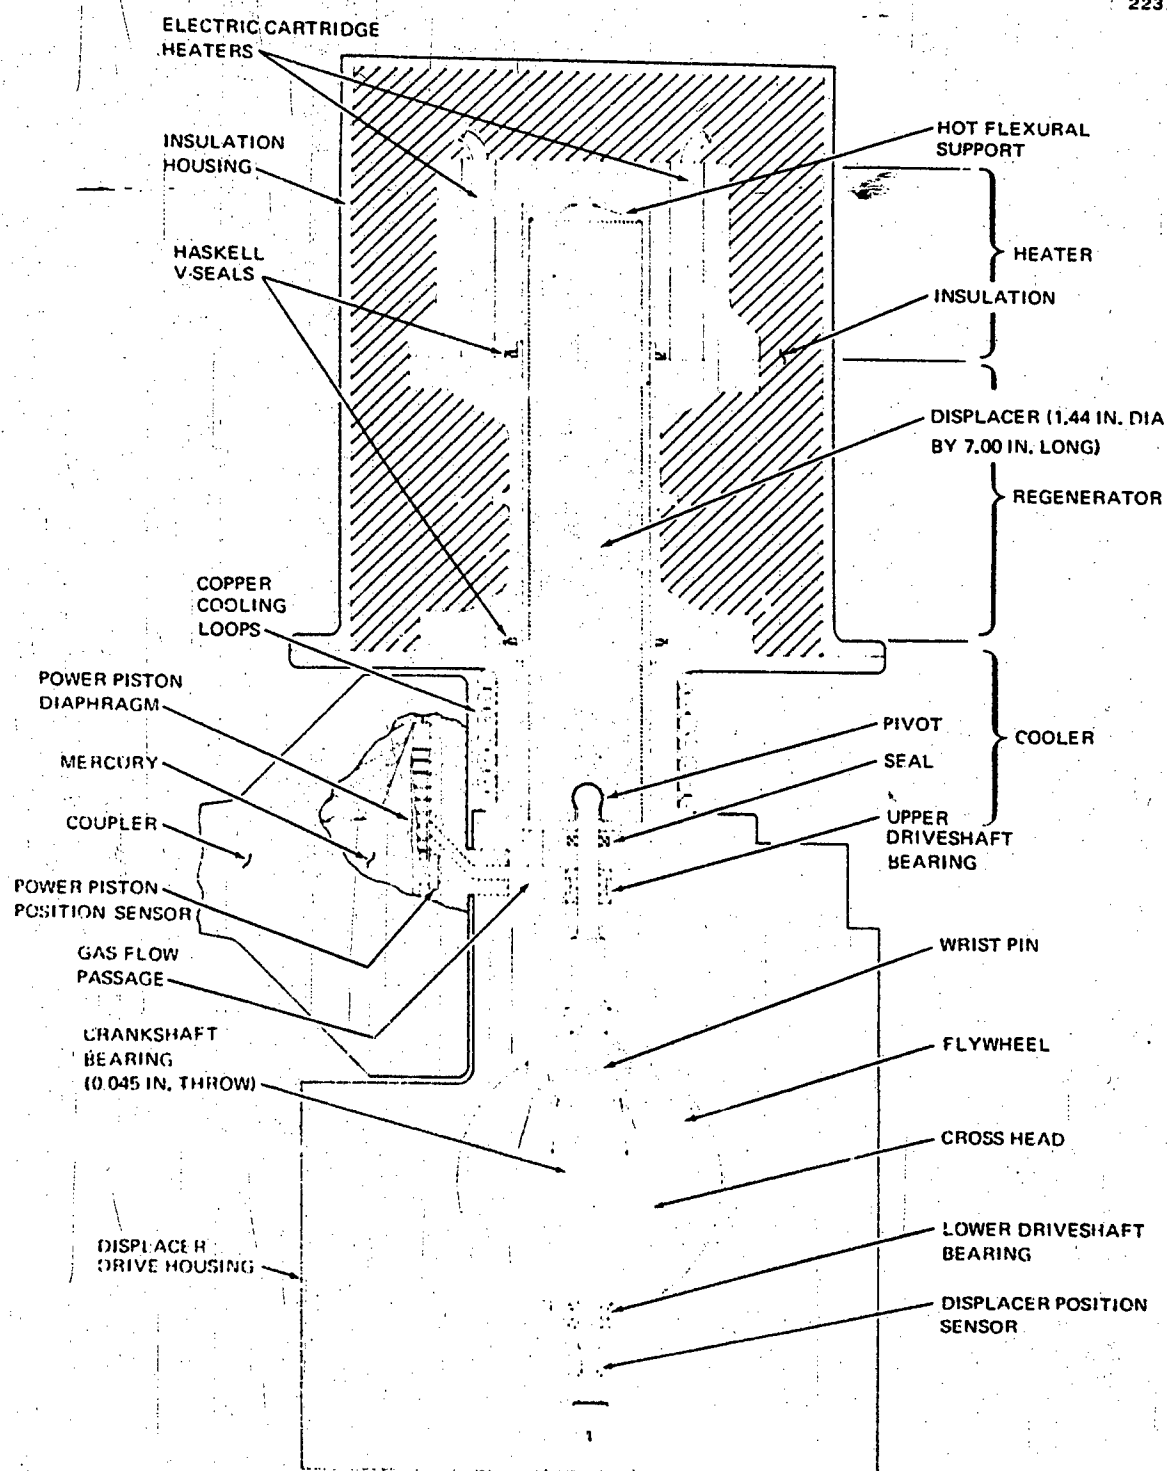 223
ELECTRIC CARTRIDGE
HEATERS
INSULATION
HOUSING
HASKELL
V-SEALS
COPPER
COOLING
LOOPS
POWER PISTON
DIAPHRAGM
MERCURY
COUPLER
POWER PISTON
POSITION SENSOR
GAS FLOW
PASSAGE
CRANKSHAFT
BEARING
(0.045 IN. THROW)
DISPLACER
DRIVE HOUSING
HOT FLEXURAL
SUPPORT
HEATER
INSULATION
DISPLACER (1.44 IN. DIA
BY 7.00 IN. LONG)
REGENERATOR
PIVOT
COOLER
SEAL
UPPER
DRIVESHAFT
BEARING
WRIST PIN
FLYWHEEL
CROSS HEAD
LOWER DRIVESHAFT
BEARING
DISPLACER POSITION
SENSOR
1